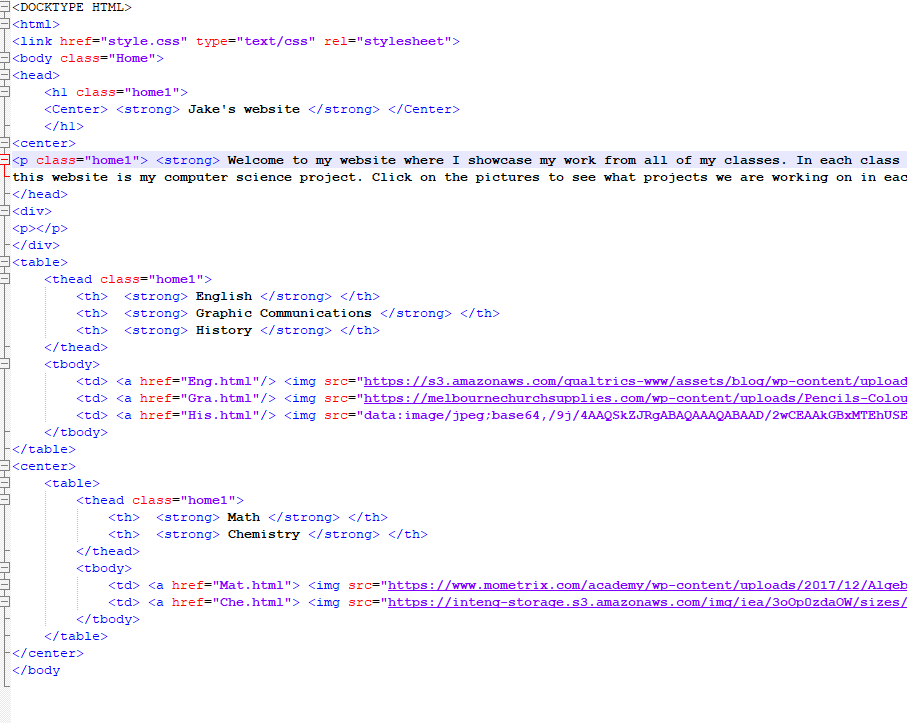 <DOCKTYPE HTML>
<html>
<link href="style.css" type="text/css" rel="stylesheet">
<body class="Home">
<head>
    <h1 class="home1">
    <Center> <strong> Jake's website </strong> </Center>
    </h1>
<center>
<p class="home1"> <strong> Welcome to my website where I showcase my work from all of my classes. In each class
this website is my computer science project. Click on the pictures to see what projects we are working on in eac
</head>
<div>
<p></p>
</div>
<table>
    <thead class="home1">
        <th>  <strong> English </strong> </th>
        <th>  <strong> Graphic Communications </strong> </th>
        <th>  <strong> History </strong> </th>
    </thead>
    <tbody>
        <td> <a href="Eng.html"/> <img src="https://s3.amazonaws.com/qualtrics-www/assets/blog/wp-content/upload
        <td> <a href="Gra.html"/> <img src="https://melbournechurchsupplies.com/wp-content/uploads/Pencils-Colou
        <td> <a href="His.html"/> <img src="data:image/jpeg;base64,/9j/4AAQSkZJRgABAQAAAQABAAD/2wCEAAkGBxMTEhUSE
    </tbody>
</table>
<center>
    <table>
        <thead class="home1">
            <th>  <strong> Math </strong> </th>
            <th>  <strong> Chemistry </strong> </th>
        </thead>
        <tbody>
            <td> <a href="Mat.html"> <img src="https://www.mometrix.com/academy/wp-content/uploads/2017/12/Algeb
            <td> <a href="Che.html"> <img src="https://inteng-storage.s3.amazonaws.com/img/iea/3oOp0zdaOW/sizes/
        </tbody>
    </table>
</center>
</body